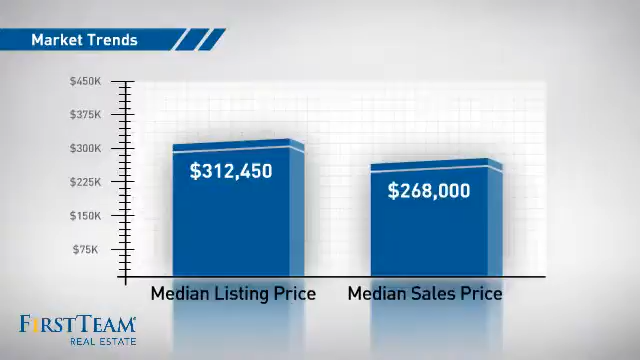 Market Trends
$450K
$375K
$300K
$225K
$150K
$75K
$312,450
$268,000
Median Listing Price
Median Sales Price
FIRSTTEAM®
REAL ESTATE